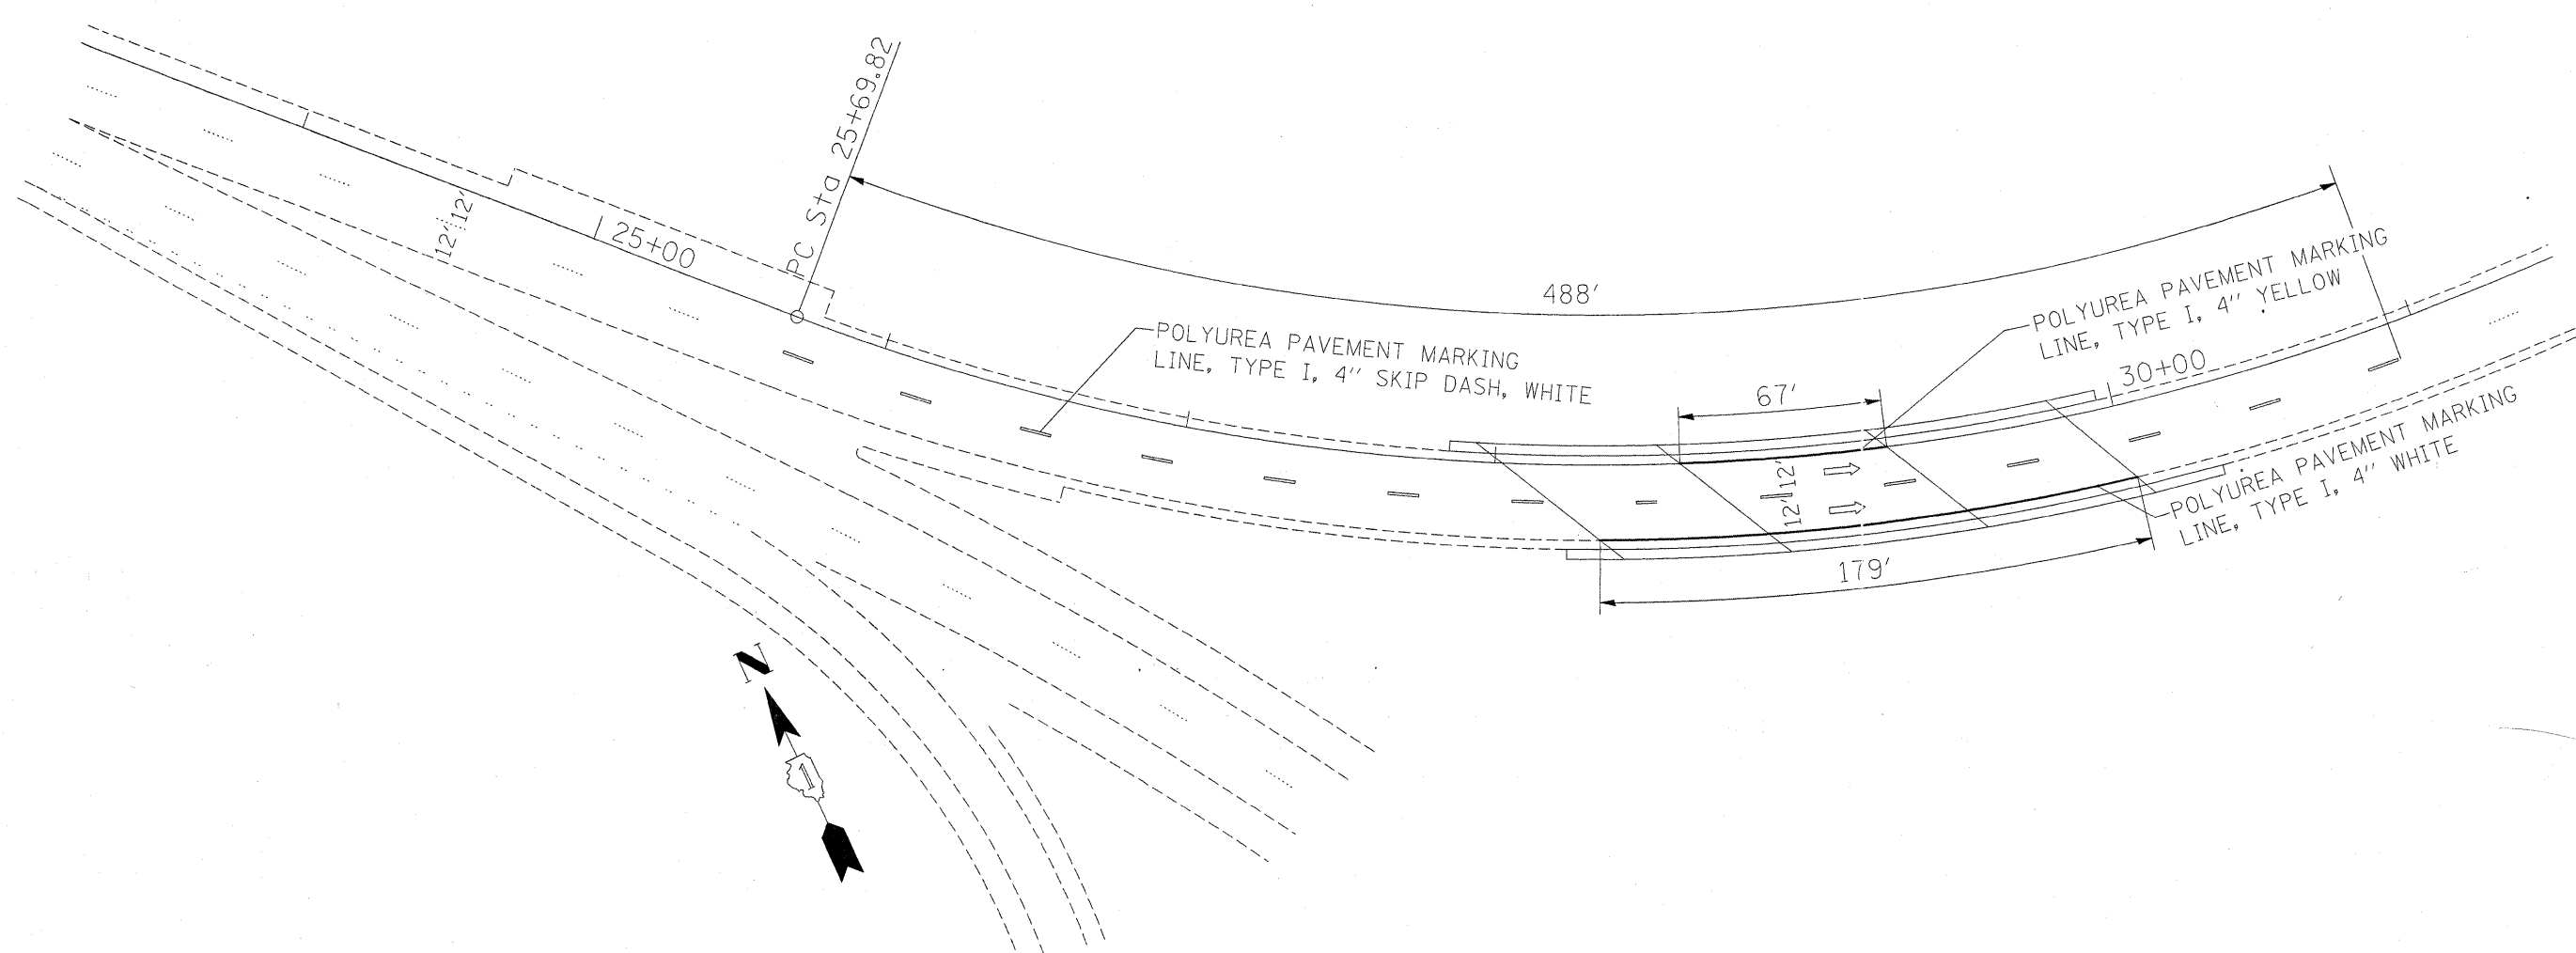 PC Sta 25+69.82
12' 12'
25+00
488'
POLYUREA PAVEMENT MARKING
LINE, TYPE I, 4" SKIP DASH, WHITE
POLYUREA PAVEMENT MARKING
LINE, TYPE I, 4" YELLOW
67'
30+00
12' 12'
POLYUREA PAVEMENT MARKING
LINE, TYPE I, 4" WHITE
179'
N
1